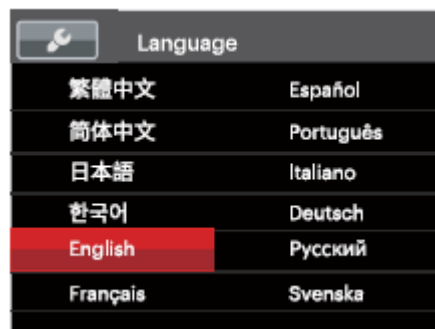 Language
繁體中文 Español
简体中文 Português
日本語 Italiano
한국어 Deutsch
English Русский
Français Svenska